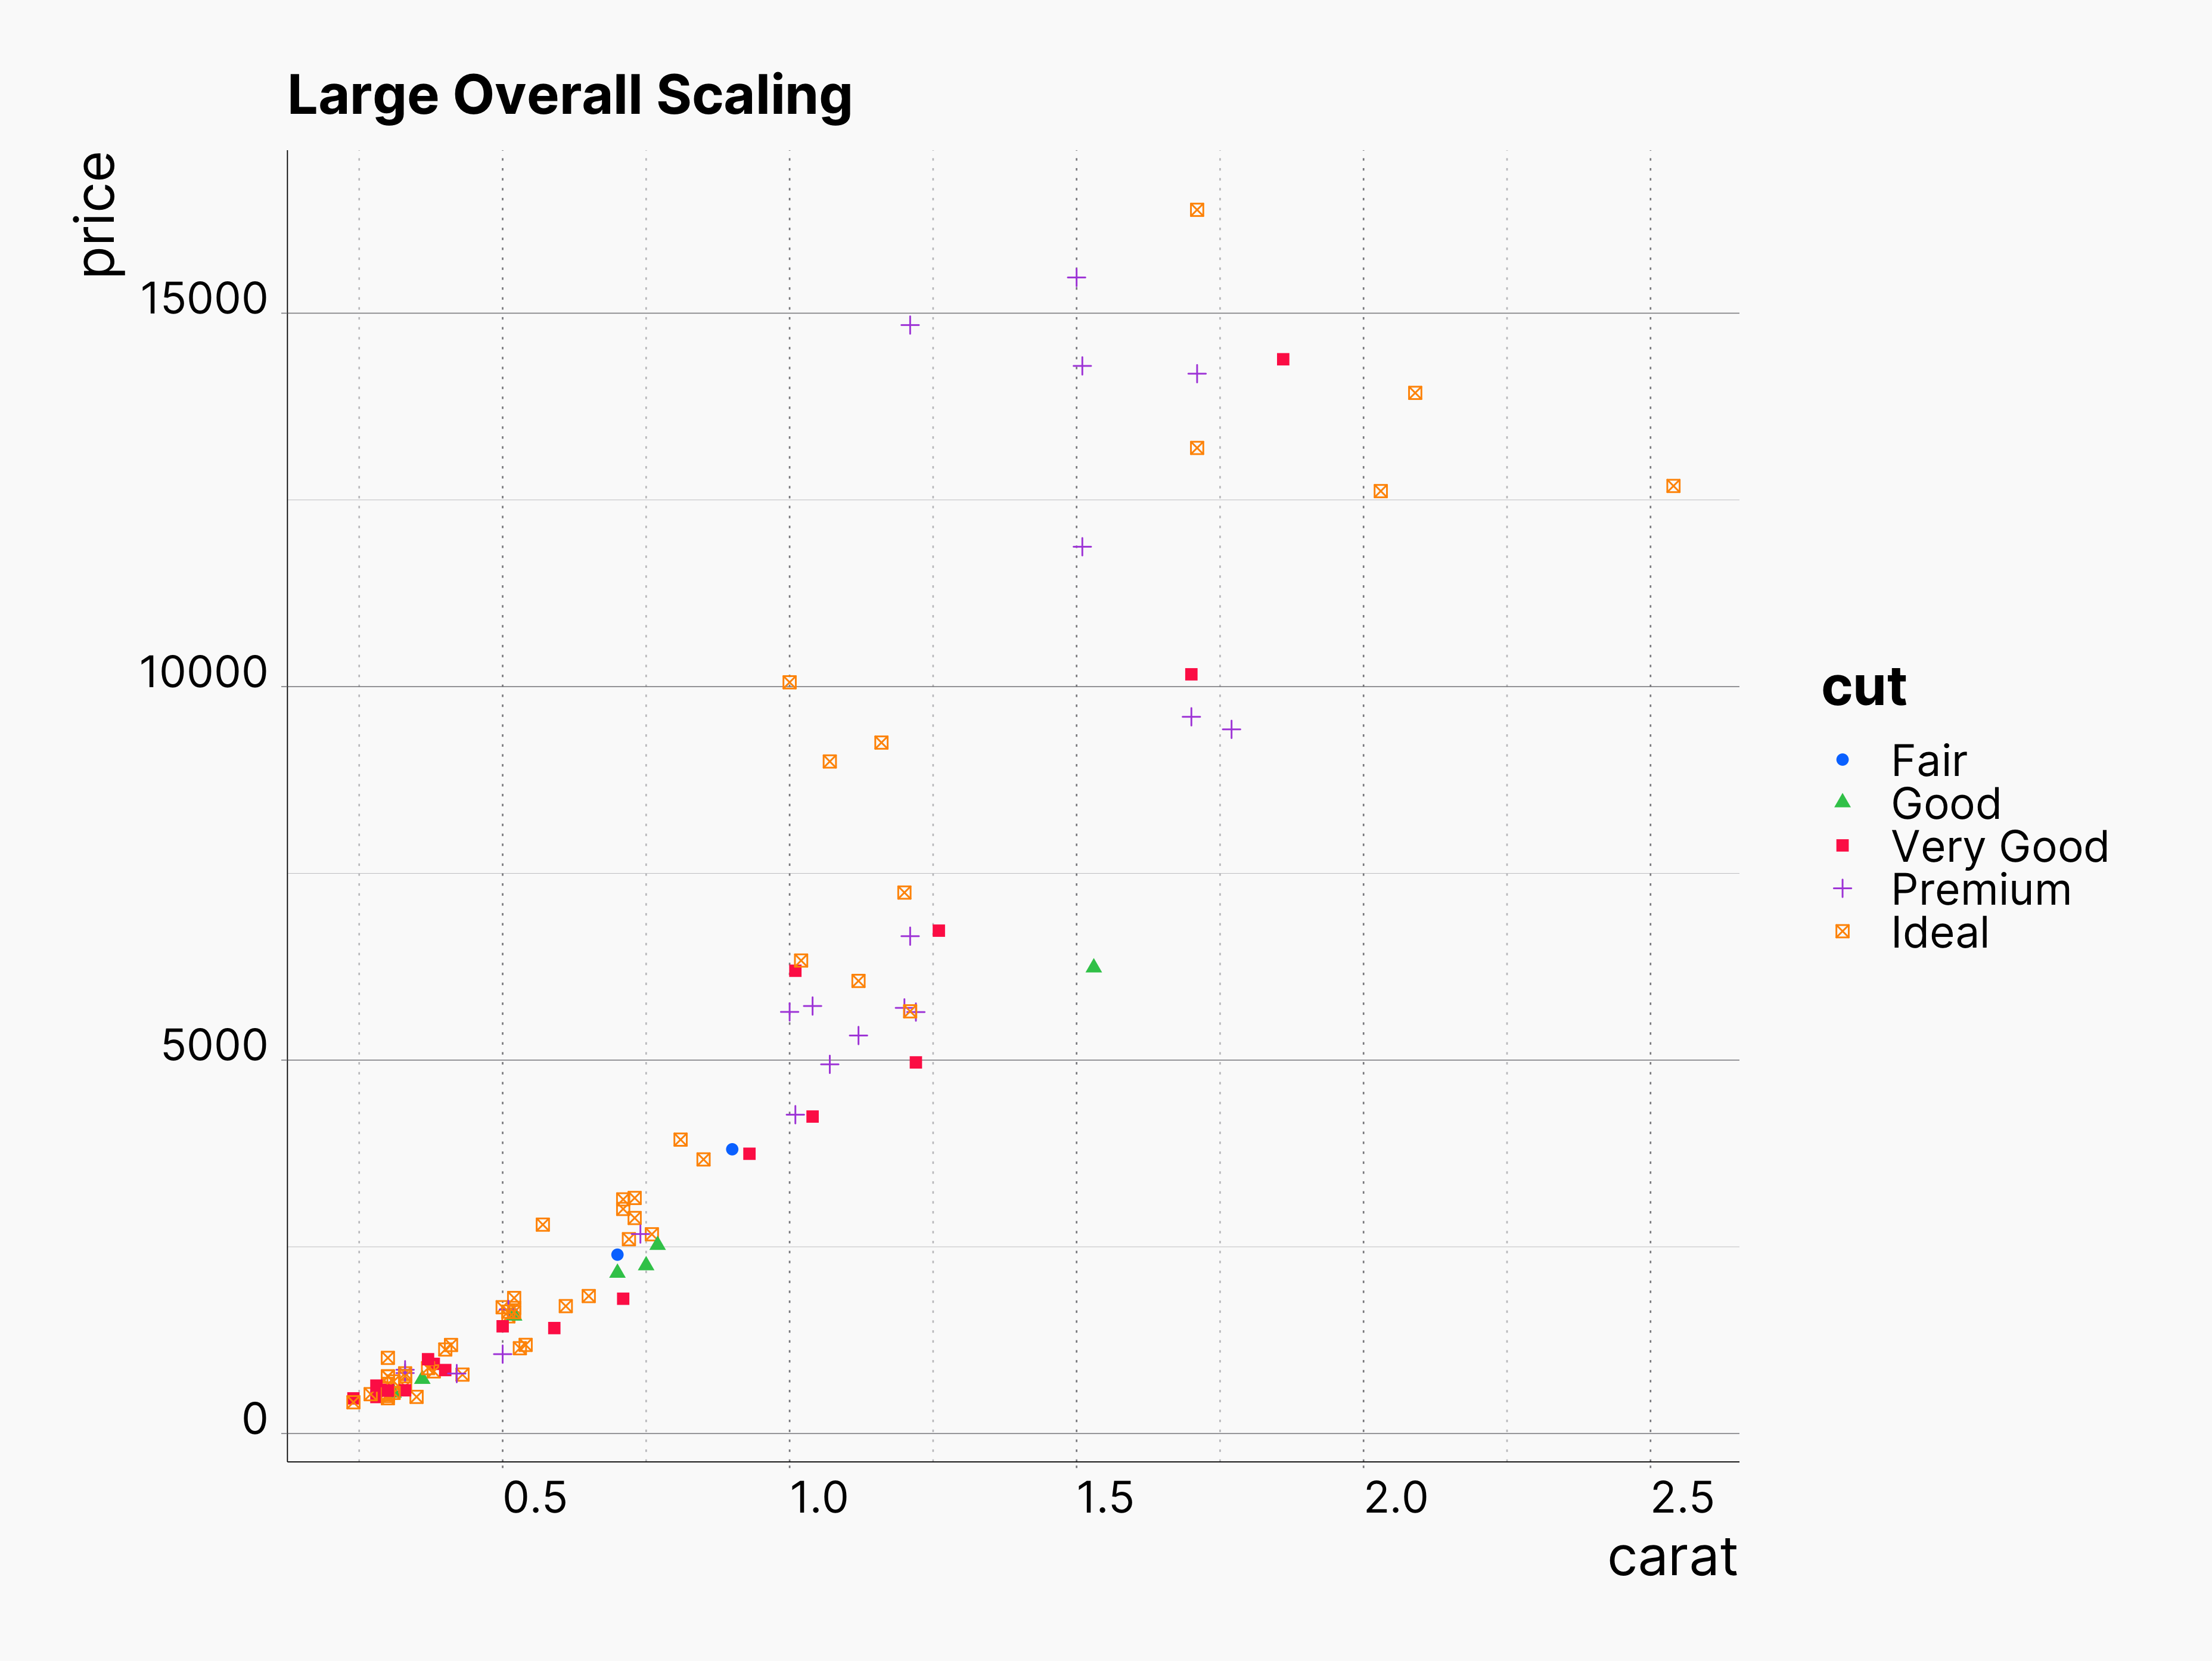 Large Overall Scaling
price
15000
10000
5000
0
0.5
1.0
1.5
2.0
2.5
carat
cut
Fair
Good
Very Good
Premium
Ideal